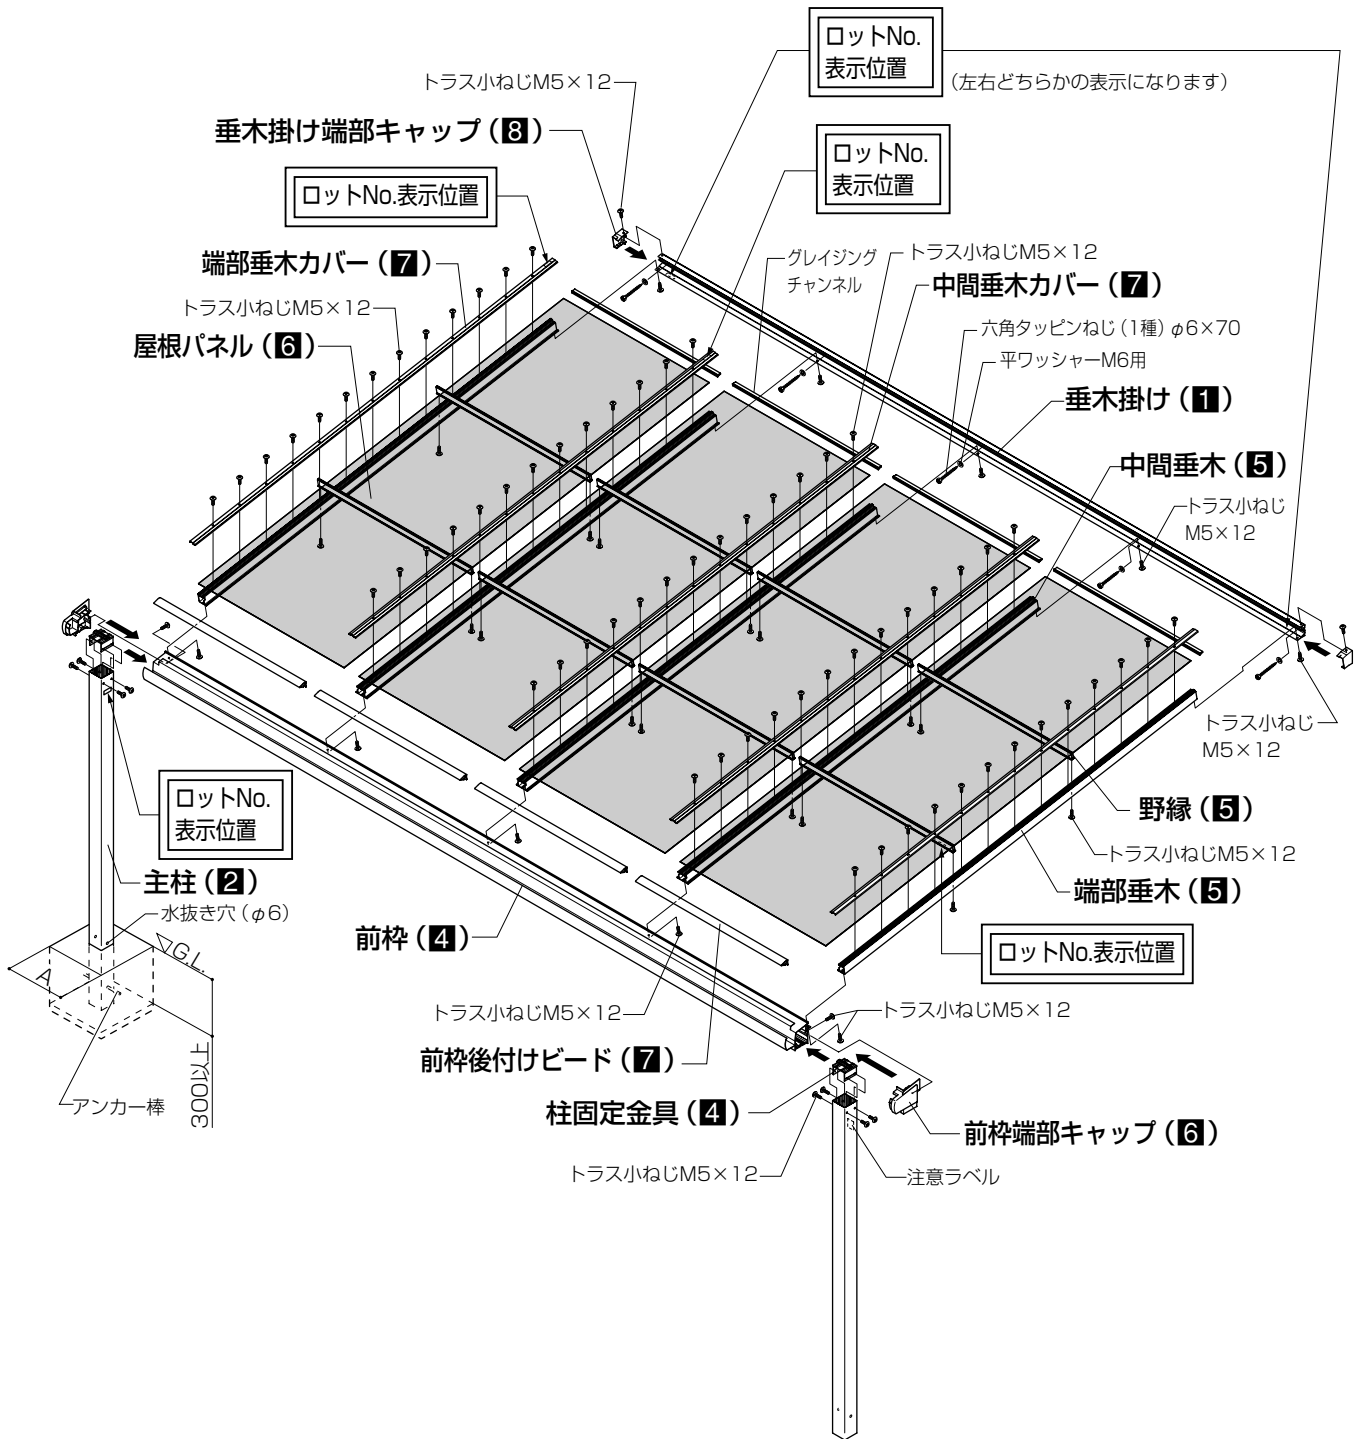 ロットNo.
表示位置
(左右どちらかの表示になります)
トラス小ねじM5×12
垂木掛け端部キャップ(8)
ロットNo.
表示位置
ロットNo.表示位置
端部垂木カバー(7)
グレイジング
チャンネル
トラス小ねじM5×12
中間垂木カバー(7)
トラス小ねじM5×12
屋根パネル(6)
六角タッピンねじ(1種)φ6×70
平ワッシャーM6用
垂木掛け(1)
中間垂木(5)
トラス小ねじ
M5×12
トラス小ねじ
M5×12
ロットNo.
表示位置
野縁(5)
トラス小ねじM5×12
主柱(2)
端部垂木(5)
水抜き穴(φ6)
前枠(4)
ロットNo.表示位置
▽G.L.
A
トラス小ねじM5×12
トラス小ねじM5×12
前枠後付けビード(7)
300以上
アンカー棒
柱固定金具(4)
前枠端部キャップ(6)
トラス小ねじM5×12
注意ラベル